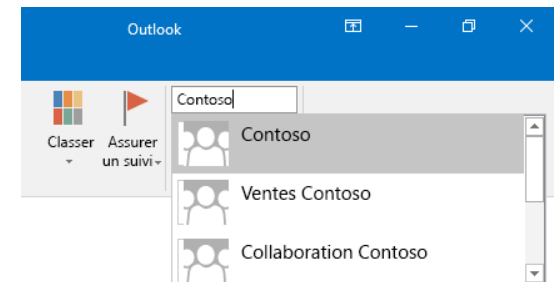 Outlook
Contoso
Classer
Assurer
un suivi
Contoso
Ventes Contoso
Collaboration Contoso